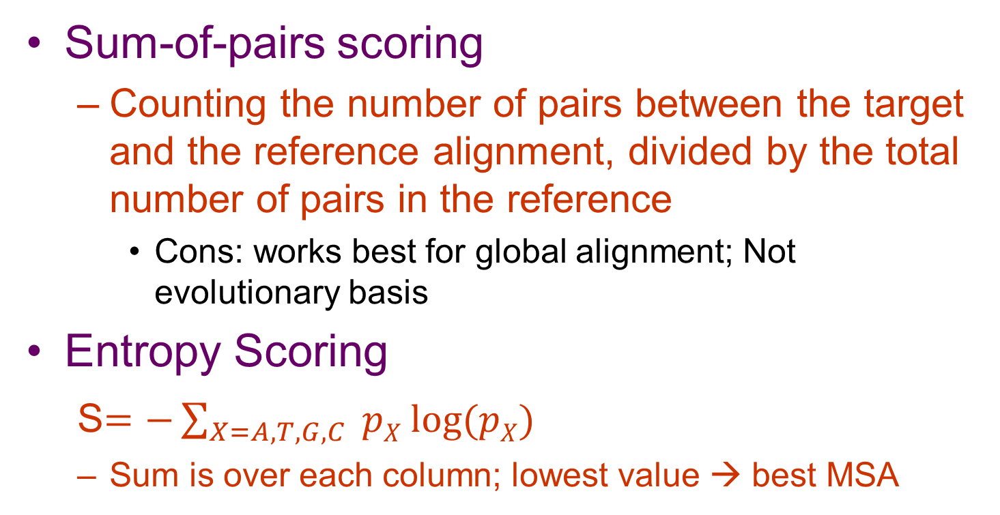 • Sum-of-pairs scoring
– Counting the number of pairs between the target
and the reference alignment, divided by the total
number of pairs in the reference
• Cons: works best for global alignment; Not
evolutionary basis
• Entropy Scoring
S= − ∑_{X=A,T,G,C} p_X log(p_X)
– Sum is over each column; lowest value → best MSA